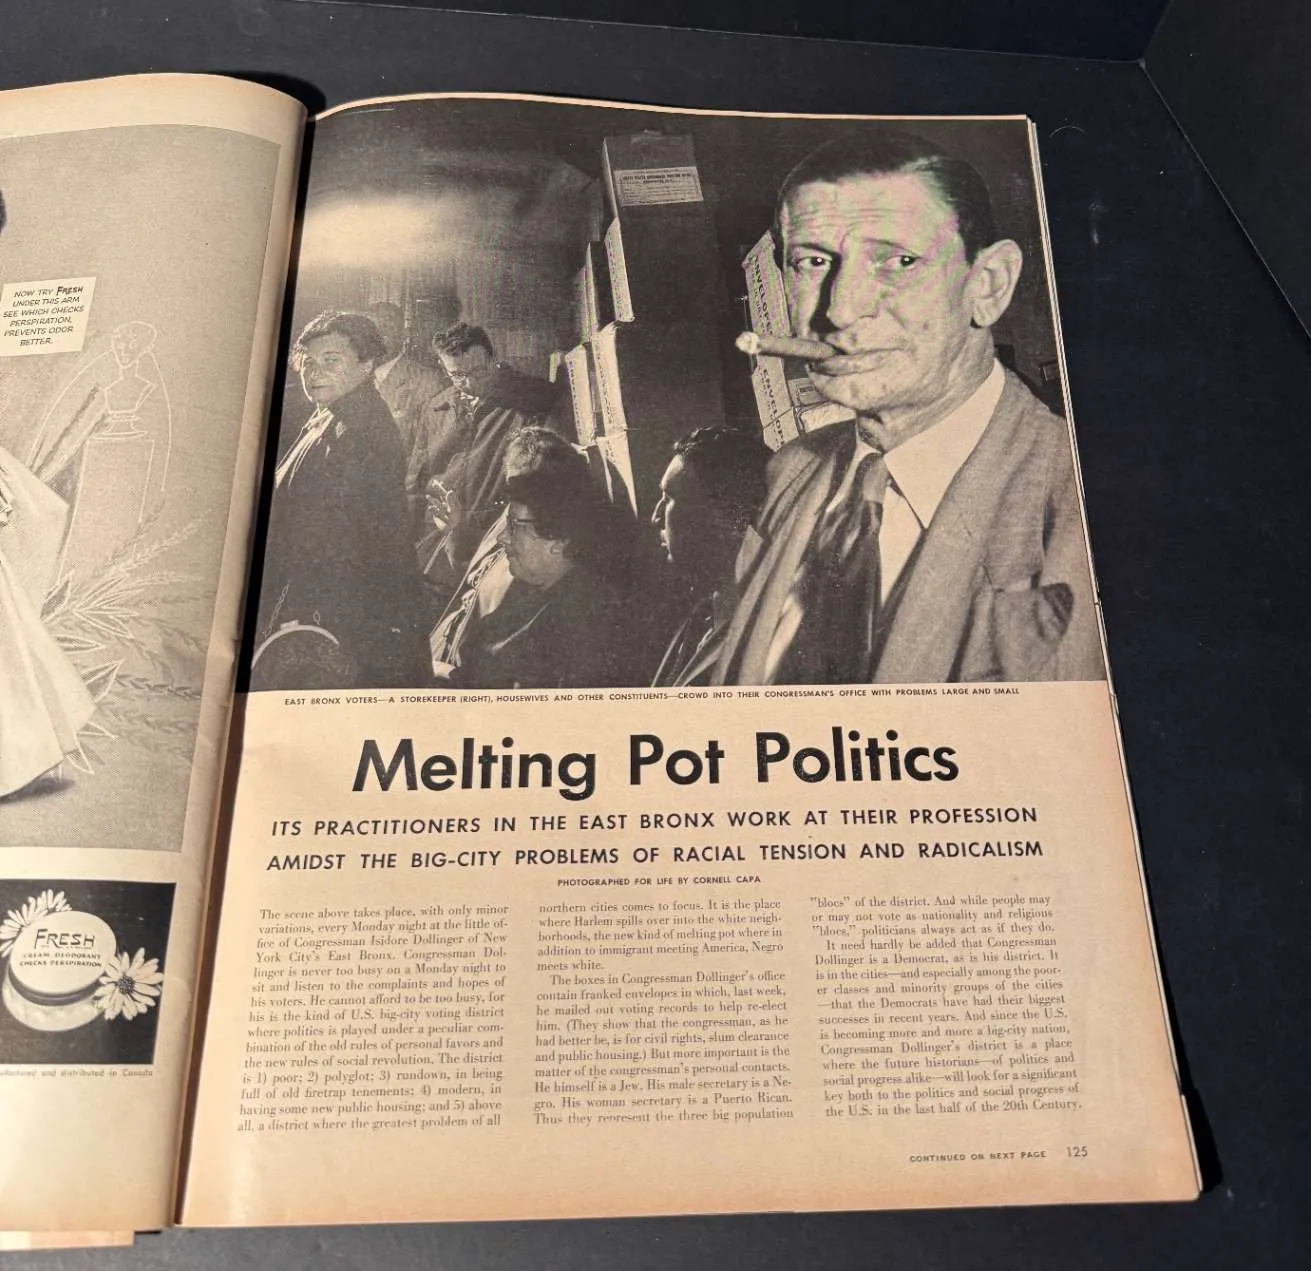 NOW TRY FRESH
UNDER THIS ARM
SEE WHICH CHECKS
PERSPIRATION,
PREVENTS ODOR
BETTER.
FRESH
CREAM DEODORANT
CHECKS PERSPIRATION
and distributed in Canada
ENVELOPES
ENVELOP
EAST BRONX VOTERS—A STOREKEEPER (RIGHT), HOUSEWIVES AND OTHER CONSTITUENTS—CROWD INTO THEIR CONGRESSMAN'S OFFICE WITH PROBLEMS LARGE AND SMALL
Melting Pot Politics
ITS PRACTITIONERS IN THE EAST BRONX WORK AT THEIR PROFESSION
AMIDST THE BIG-CITY PROBLEMS OF RACIAL TENSION AND RADICALISM
PHOTOGRAPHED FOR LIFE BY CORNELL CAPA
The scene above takes place, with only minor
variations, every Monday night at the little of-
fice of Congressman Isidore Dollinger of New
York City's East Bronx. Congressman Dol-
linger is never too busy on a Monday night to
sit and listen to the complaints and hopes of
his voters. He cannot afford to be too busy, for
his is the kind of U.S. big-city voting district
where politics is played under a peculiar com-
bination of the old rules of personal favors and
the new rules of social revolution. The district
is 1) poor; 2) polyglot; 3) rundown, in being
full of old firetrap tenements; 4) modern, in
having some new public housing; and 5) above
all, a district where the greatest problem of all
northern cities comes to focus. It is the place
where Harlem spills over into the white neigh-
borhoods, the new kind of melting pot where in
addition to immigrant meeting America, Negro
meets white.
The boxes in Congressman Dollinger's office
contain franked envelopes in which, last week,
he mailed out voting records to help re-elect
him. (They show that the congressman, as he
had better be, is for civil rights, slum clearance
and public housing.) But more important is the
matter of the congressman's personal contacts.
He himself is a Jew. His male secretary is a Ne-
gro. His woman secretary is a Puerto Rican.
Thus they represent the three big population
"blocs" of the district. And while people may
or may not vote as nationality and religious
"blocs," politicians always act as if they do.
It need hardly be added that Congressman
Dollinger is a Democrat, as is his district. It
is in the cities—and especially among the poor-
er classes and minority groups of the cities
—that the Democrats have had their biggest
successes in recent years. And since the U.S.
is becoming more and more a big-city nation,
Congressman Dollinger's district is a place
where the future historians—of politics and
social progress alike—will look for a significant
key both to the politics and social progress of
the U.S. in the last half of the 20th Century.
CONTINUED ON NEXT PAGE 125